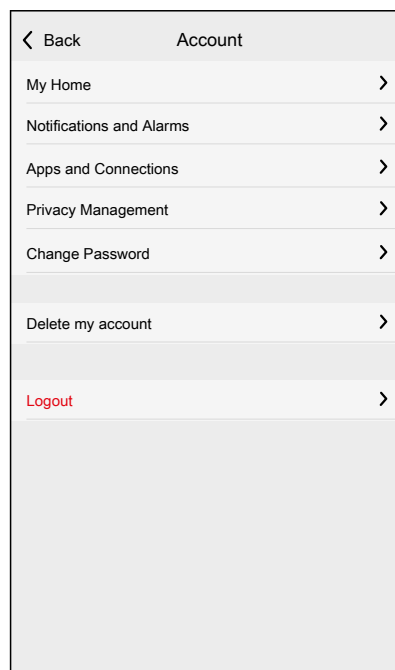 Back Account
My Home
Notifications and Alarms
Apps and Connections
Privacy Management
Change Password
Delete my account
Logout